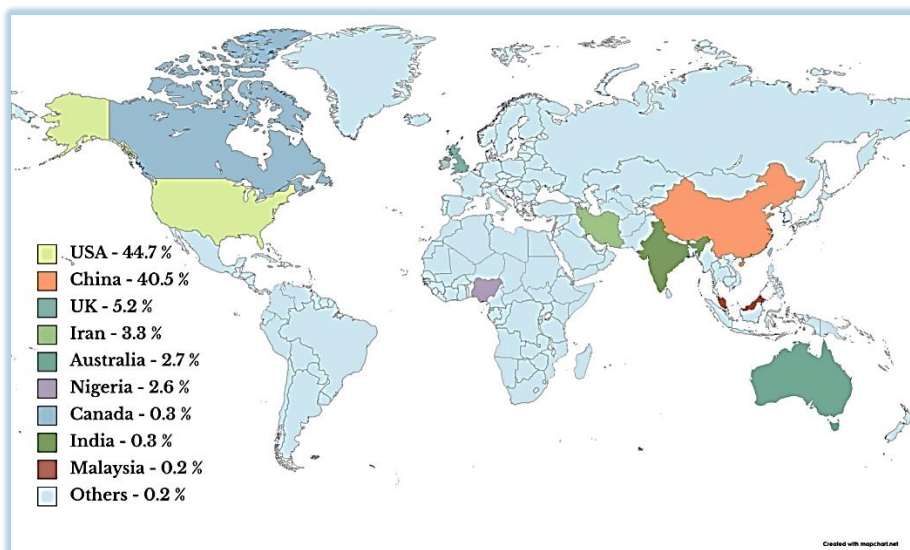 USA - 44.7 %
China - 40.5 %
UK - 5.2 %
Iran - 3.3 %
Australia - 2.7 %
Nigeria - 2.6 %
Canada - 0.3 %
India - 0.3 %
Malaysia - 0.2 %
Others - 0.2 %
Created with mapchart.net